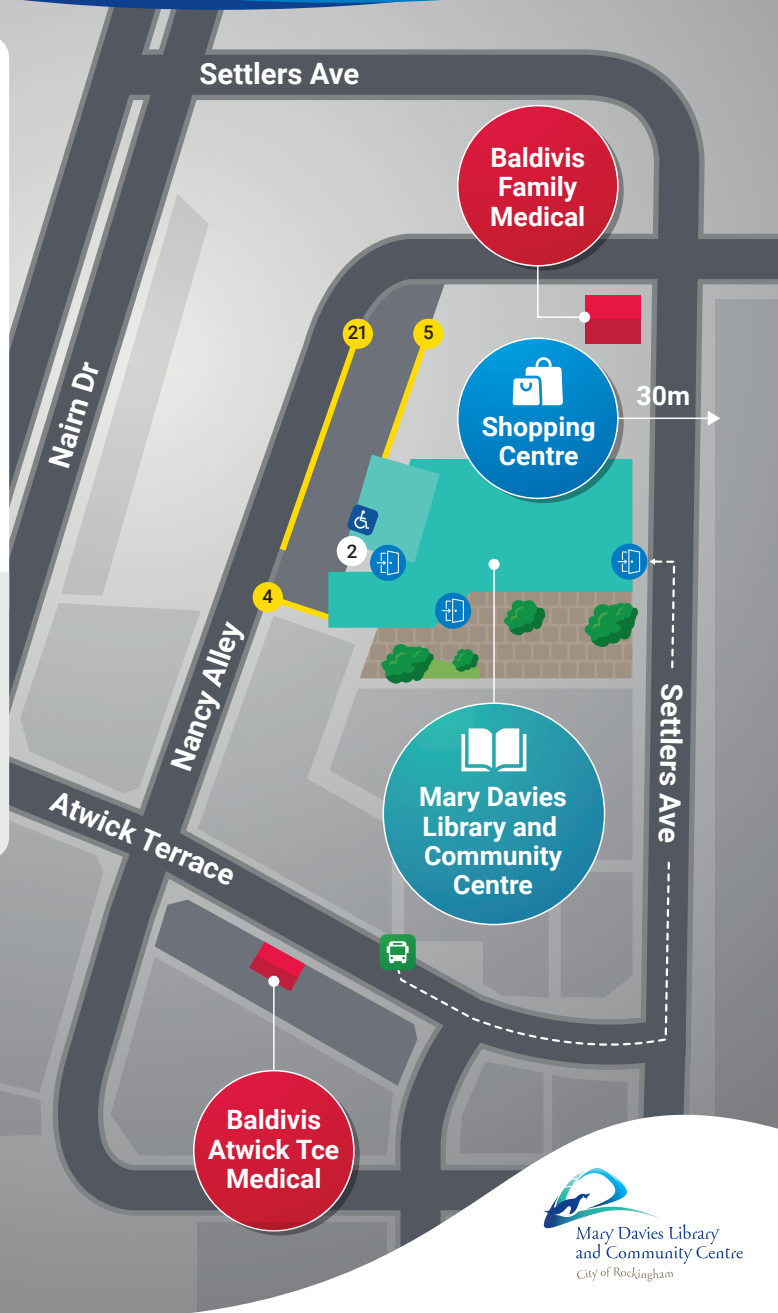 Settlers Ave
Baldivis
Family
Medical
21
5
Nairn Dr
30m
Shopping
Centre
2
4
Nancy Alley
Settlers Ave
Mary Davies
Library and
Community
Centre
Atwick Terrace
Baldivis
Atwick Tce
Medical
Mary Davies Library
and Community Centre
City of Rockingham